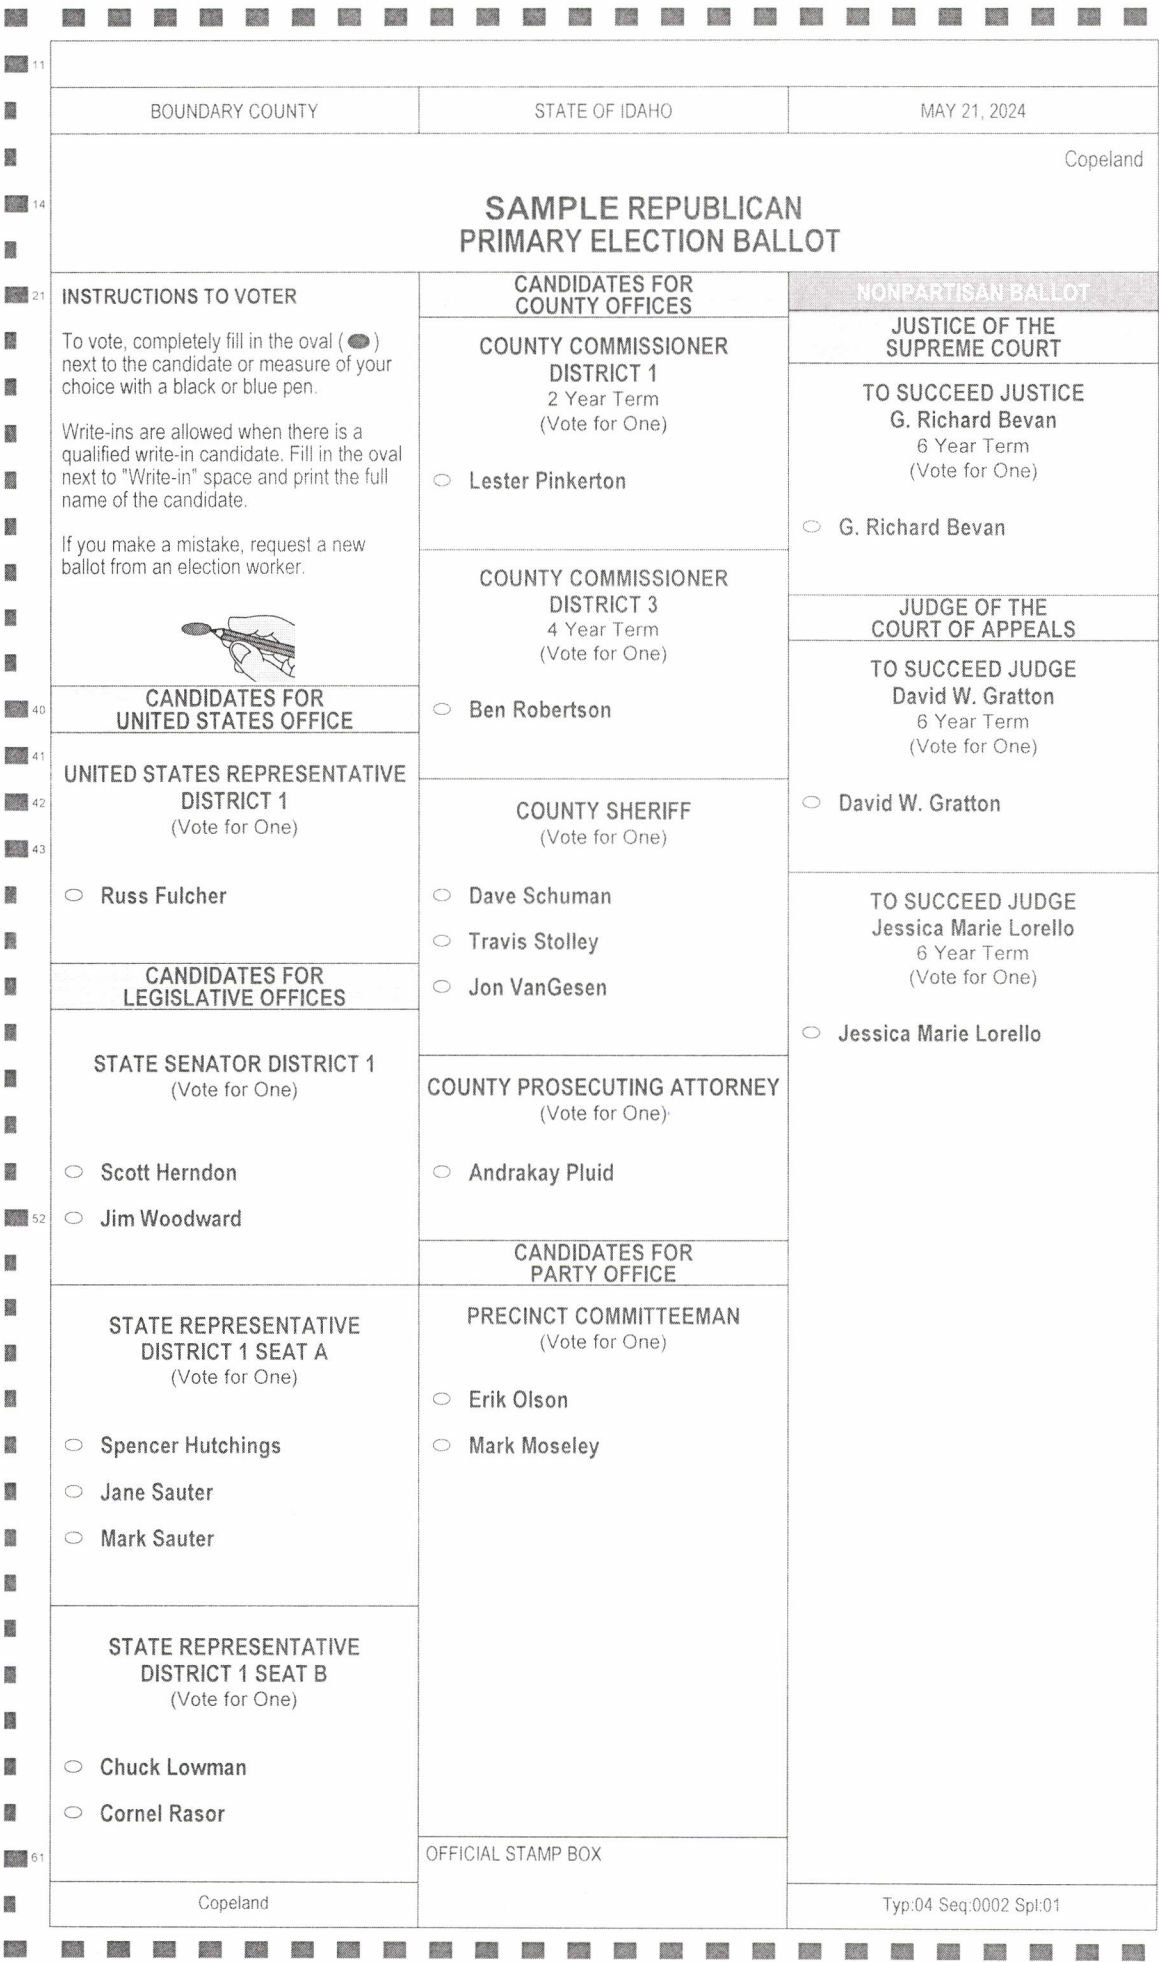 11
BOUNDARY COUNTY
STATE OF IDAHO
MAY 21, 2024
Copeland
14
SAMPLE REPUBLICAN
PRIMARY ELECTION BALLOT
21
INSTRUCTIONS TO VOTER
To vote, completely fill in the oval ( )
next to the candidate or measure of your
choice with a black or blue pen.
Write-ins are allowed when there is a
qualified write-in candidate. Fill in the oval
next to "Write-in" space and print the full
name of the candidate.
If you make a mistake, request a new
ballot from an election worker.
40
CANDIDATES FOR
UNITED STATES OFFICE
41
UNITED STATES REPRESENTATIVE
DISTRICT 1
42
(Vote for One)
43
Russ Fulcher
CANDIDATES FOR
LEGISLATIVE OFFICES
STATE SENATOR DISTRICT 1
(Vote for One)
Scott Herndon
52
Jim Woodward
STATE REPRESENTATIVE
DISTRICT 1 SEAT A
(Vote for One)
Spencer Hutchings
Jane Sauter
Mark Sauter
STATE REPRESENTATIVE
DISTRICT 1 SEAT B
(Vote for One)
Chuck Lowman
Cornel Rasor
61
Copeland
CANDIDATES FOR
COUNTY OFFICES
COUNTY COMMISSIONER
DISTRICT 1
2 Year Term
(Vote for One)
Lester Pinkerton
COUNTY COMMISSIONER
DISTRICT 3
4 Year Term
(Vote for One)
Ben Robertson
COUNTY SHERIFF
(Vote for One)
Dave Schuman
Travis Stolley
Jon VanGesen
COUNTY PROSECUTING ATTORNEY
(Vote for One)
Andrakay Pluid
CANDIDATES FOR
PARTY OFFICE
PRECINCT COMMITTEEMAN
(Vote for One)
Erik Olson
Mark Moseley
OFFICIAL STAMP BOX
NONPARTISAN BALLOT
JUSTICE OF THE
SUPREME COURT
TO SUCCEED JUSTICE
G. Richard Bevan
6 Year Term
(Vote for One)
G. Richard Bevan
JUDGE OF THE
COURT OF APPEALS
TO SUCCEED JUDGE
David W. Gratton
6 Year Term
(Vote for One)
David W. Gratton
TO SUCCEED JUDGE
Jessica Marie Lorello
6 Year Term
(Vote for One)
Jessica Marie Lorello
Typ:04 Seq:0002 Spl:01